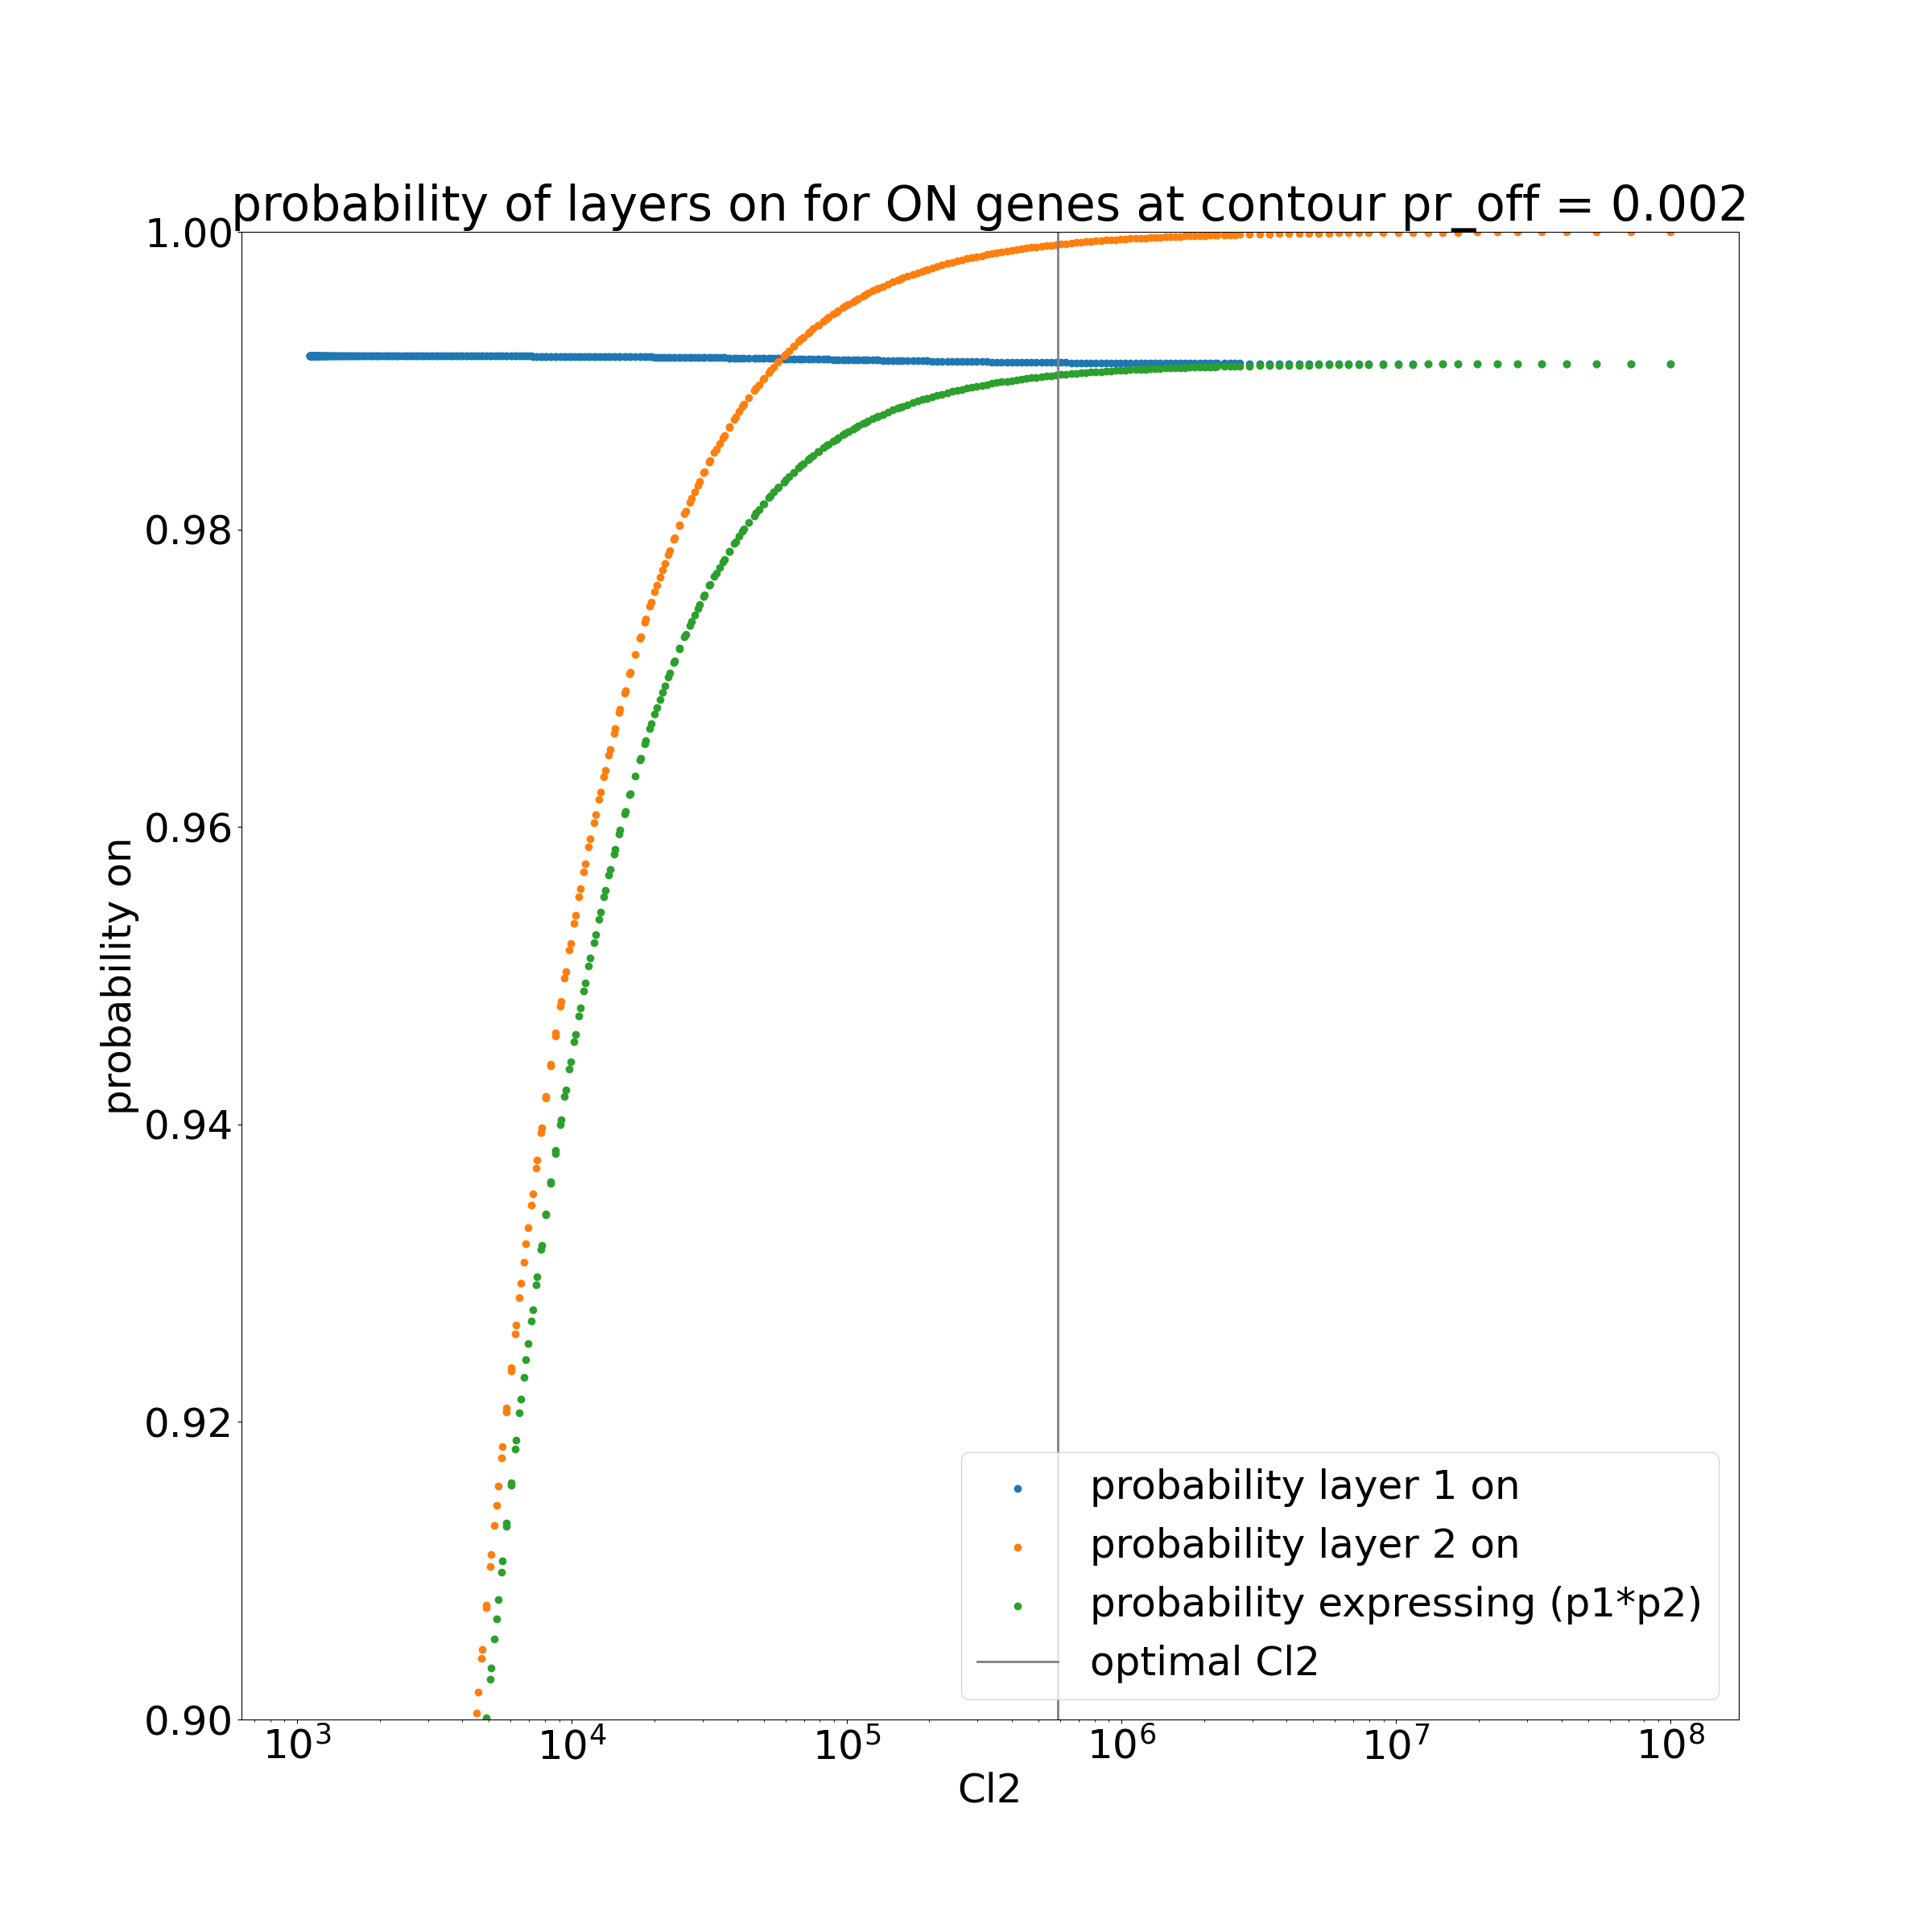 probability of layers on for ON genes at contour pr_off = 0.002
1.00
0.98
0.96
0.94
0.92
0.90
probability on
probability layer 1 on
probability layer 2 on
probability expressing (p1*p2)
optimal Cl2
10³ 10⁴ 10⁵ 10⁶ 10⁷ 10⁸
Cl2